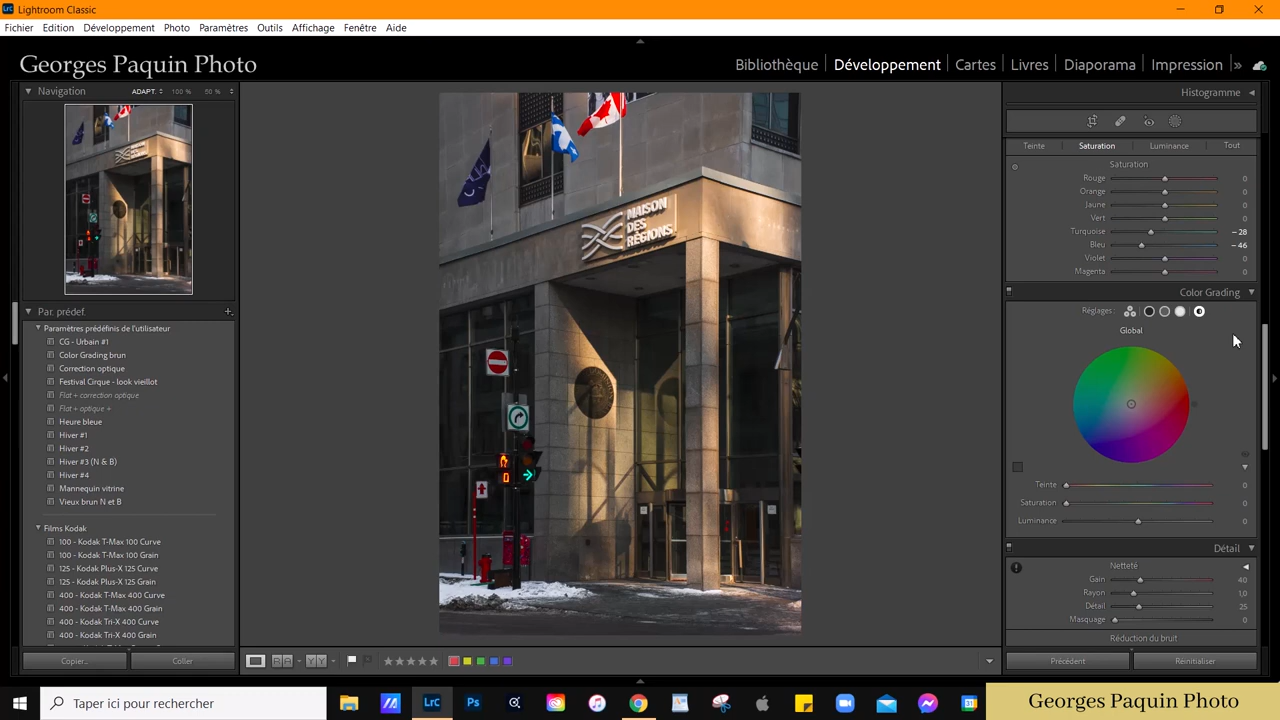 Lightroom Classic
Fichier Edition Développement Photo Paramètres Outils Affichage Fenêtre Aide
Georges Paquin Photo
Bibliothèque | Développement | Cartes | Livres | Diaporama | Impression »
Navigation ADAPT. 100 % 50 %
Par. prédef. +
Paramètres prédéfinis de l'utilisateur
CG - Urbain #1
Color Grading brun
Correction optique
Festival Cirque - look vieillot
Flat + correction optique
Flat + optique +
Heure bleue
Hiver #1
Hiver #2
Hiver #3 (N & B)
Hiver #4
Mannequin vitrine
Vieux brun N et B
Films Kodak
100 - Kodak T-Max 100 Curve
100 - Kodak T-Max 100 Grain
125 - Kodak Plus-X 125 Curve
125 - Kodak Plus-X 125 Grain
400 - Kodak T-Max 400 Curve
400 - Kodak T-Max 400 Grain
400 - Kodak Tri-X 400 Curve
400 - Kodak Tri-X 400 Grain
Copier... Coller
MAISON
DES
RÉGIONS
Histogramme
Teinte Saturation Luminance Tout
Saturation
Rouge 0
Orange 0
Jaune 0
Vert 0
Turquoise – 28
Bleu – 46
Violet 0
Magenta 0
Color Grading
Réglages :
Global
Teinte 0
Saturation 0
Luminance 0
Détail
Netteté
Gain 40
Rayon 1,0
Détail 25
Masquage 0
Réduction du bruit
Précédent Réinitialiser
Taper ici pour rechercher
LrC Ps
Georges Paquin Photo